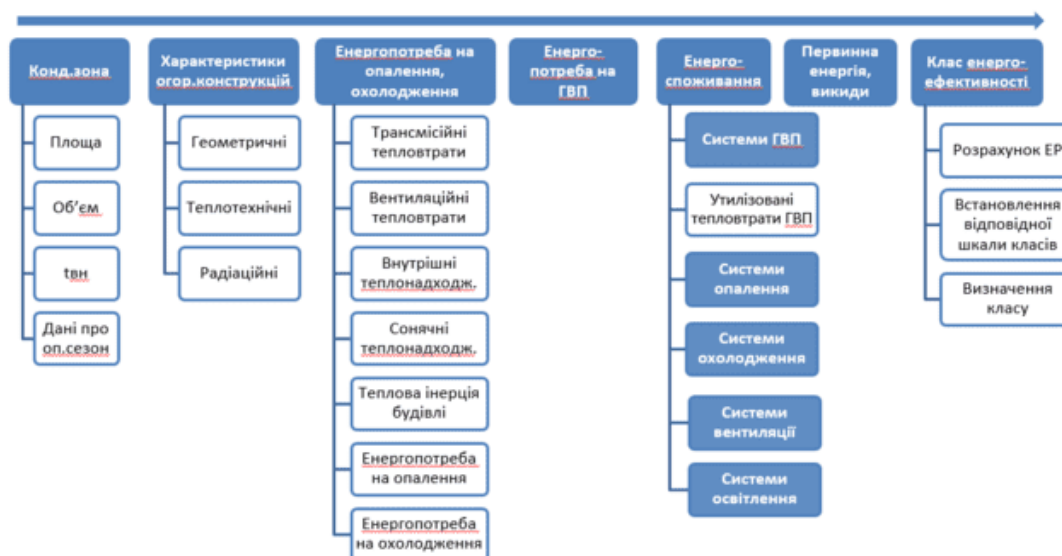 Конд.зона
Площа
Об’єм
tвн
Дані про
оп.сезон
Характеристики
огор.конструкцій
Геометричні
Теплотехнічні
Радіаційні
Енергопотреба на
опалення,
охолодження
Трансмісійні
тепловтрати
Вентиляційні
тепловтрати
Внутрішні
теплонадходж.
Сонячні
теплонадходж.
Теплова інерція
будівлі
Енергопотреба
на опалення
Енергопотреба
на охолодження
Енерго-
потреба на
ГВП
Енерго-
споживання
Системи ГВП
Утилізовані
тепловтрати ГВП
Системи
опалення
Системи
охолодження
Системи
вентиляції
Системи
освітлення
Первинна
енергія,
викиди
Клас енерго-
ефективності
Розрахунок EP
Встановлення
відповідної
шкали класів
Визначення
класу